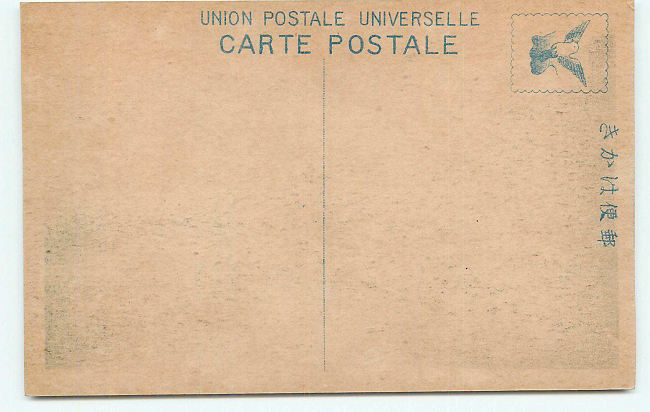 UNION POSTALE UNIVERSELLE
CARTE POSTALE
郵便はかき